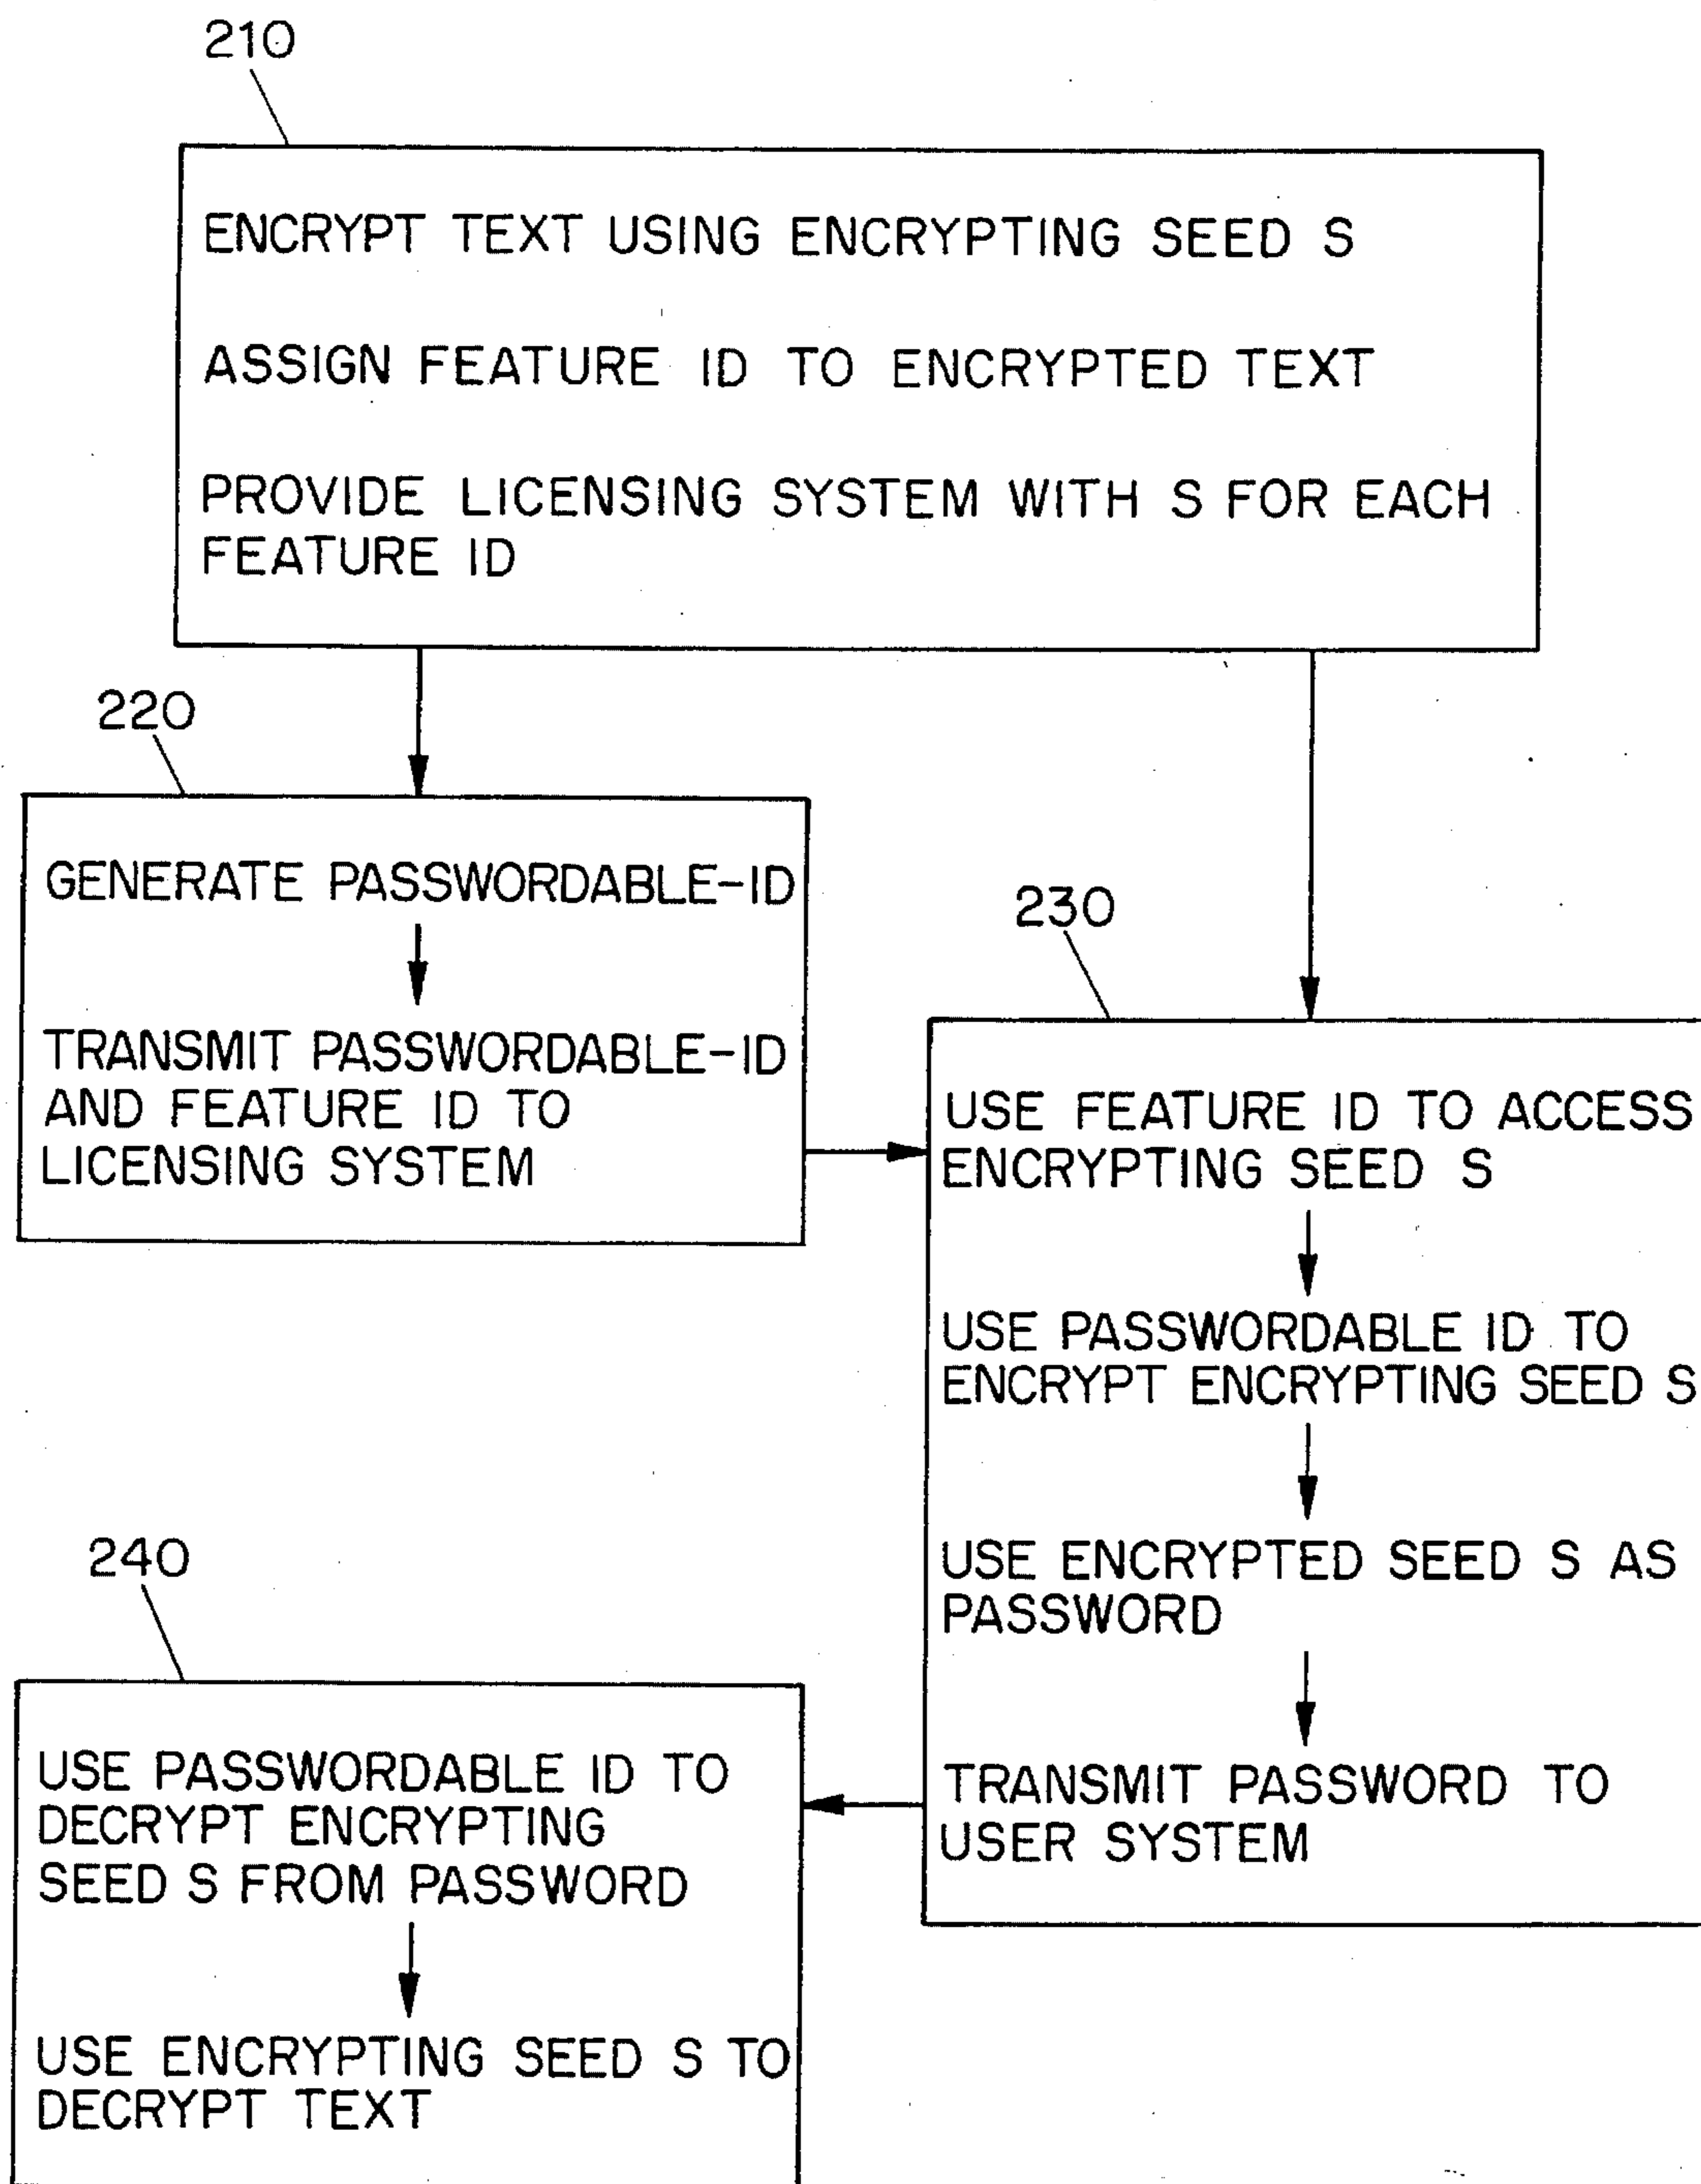 210
ENCRYPT TEXT USING ENCRYPTING SEED S
ASSIGN FEATURE ID TO ENCRYPTED TEXT
PROVIDE LICENSING SYSTEM WITH S FOR EACH
FEATURE ID
220
GENERATE PASSWORDABLE-ID
TRANSMIT PASSWORDABLE-ID
AND FEATURE ID TO
LICENSING SYSTEM
230
USE FEATURE ID TO ACCESS
ENCRYPTING SEED S
USE PASSWORDABLE ID TO
ENCRYPT ENCRYPTING SEED S
USE ENCRYPTED SEED S AS
PASSWORD
TRANSMIT PASSWORD TO
USER SYSTEM
240
USE PASSWORDABLE ID TO
DECRYPT ENCRYPTING
SEED S FROM PASSWORD
USE ENCRYPTING SEED S TO
DECRYPT TEXT